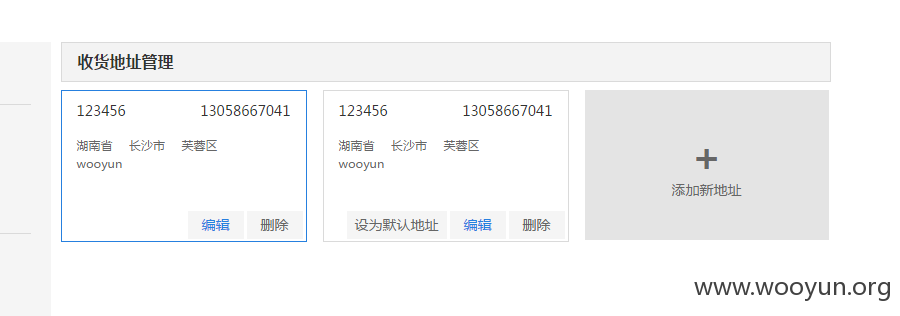 收货地址管理
123456 13058667041
湖南省 长沙市 芙蓉区
wooyun
编辑 删除
123456 13058667041
湖南省 长沙市 芙蓉区
wooyun
设为默认地址 编辑 删除
+
添加新地址
www.wooyun.org